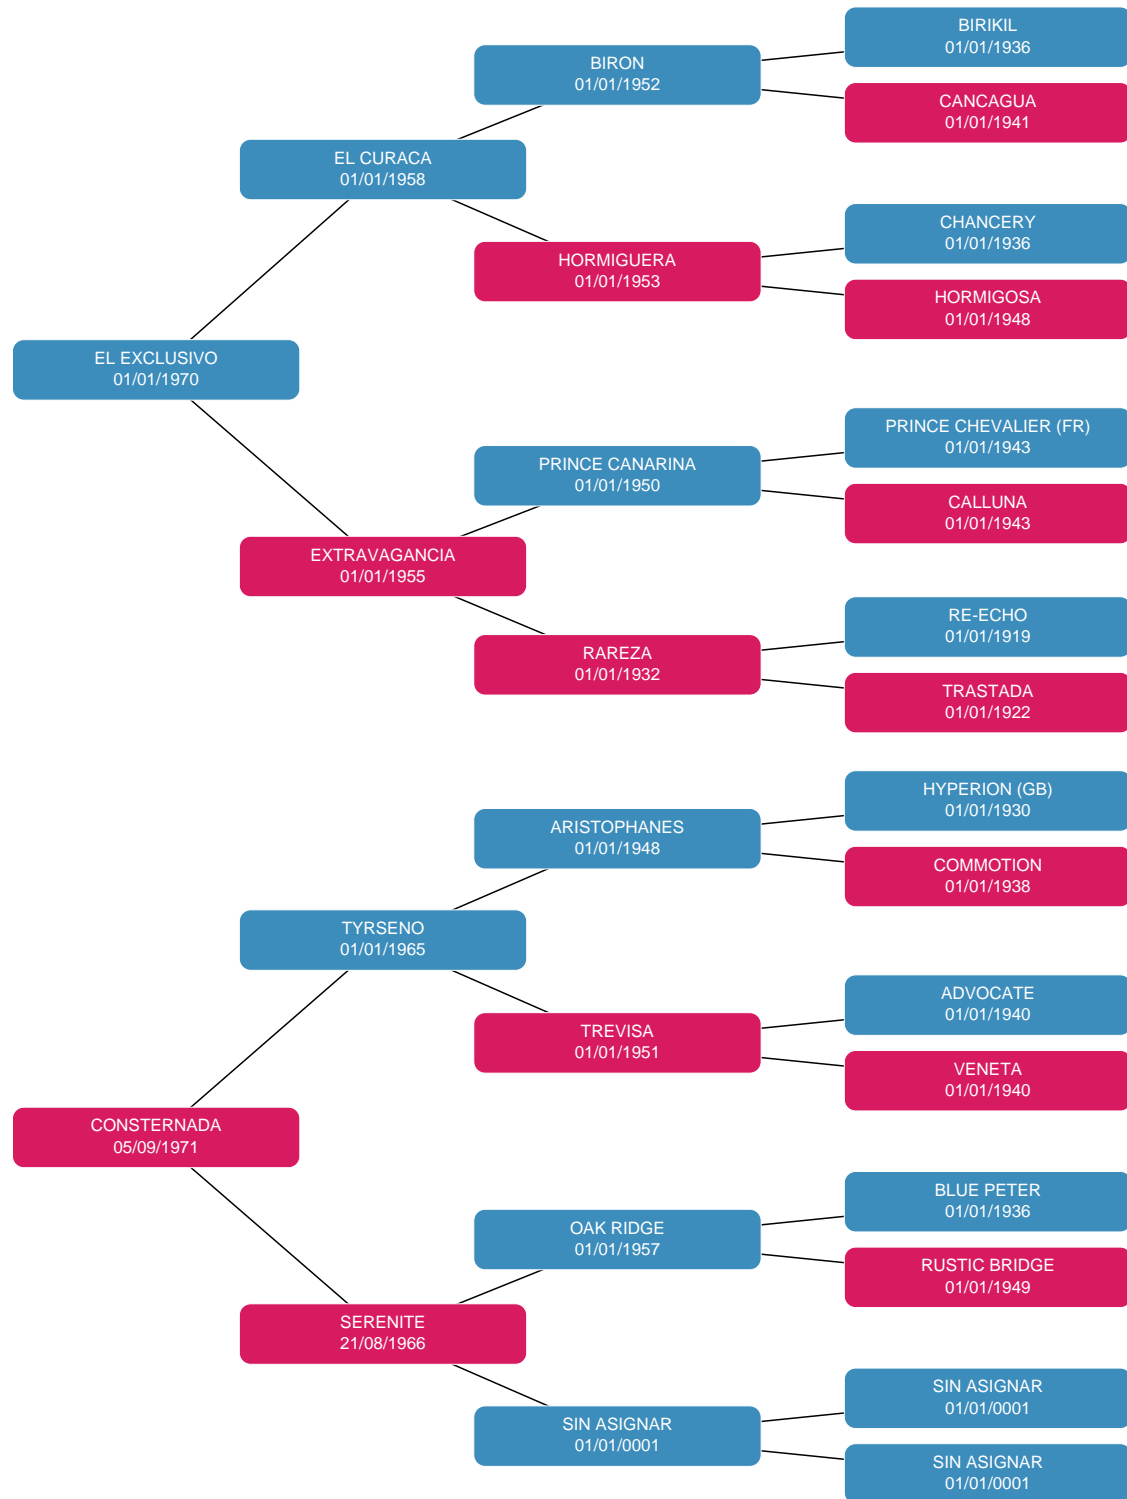 BIRIKIL
01/01/1936
BIRON
01/01/1952
CANCAGUA
01/01/1941
EL CURACA
01/01/1958
CHANCERY
01/01/1936
HORMIGUERA
01/01/1953
HORMIGOSA
01/01/1948
EL EXCLUSIVO
01/01/1970
PRINCE CHEVALIER (FR)
01/01/1943
PRINCE CANARINA
01/01/1950
CALLUNA
01/01/1943
EXTRAVAGANCIA
01/01/1955
RE-ECHO
01/01/1919
RAREZA
01/01/1932
TRASTADA
01/01/1922
HYPERION (GB)
01/01/1930
ARISTOPHANES
01/01/1948
COMMOTION
01/01/1938
TYRSENO
01/01/1965
ADVOCATE
01/01/1940
TREVISA
01/01/1951
VENETA
01/01/1940
CONSTERNADA
05/09/1971
BLUE PETER
01/01/1936
OAK RIDGE
01/01/1957
RUSTIC BRIDGE
01/01/1949
SERENITE
21/08/1966
SIN ASIGNAR
01/01/0001
SIN ASIGNAR
01/01/0001
SIN ASIGNAR
01/01/0001